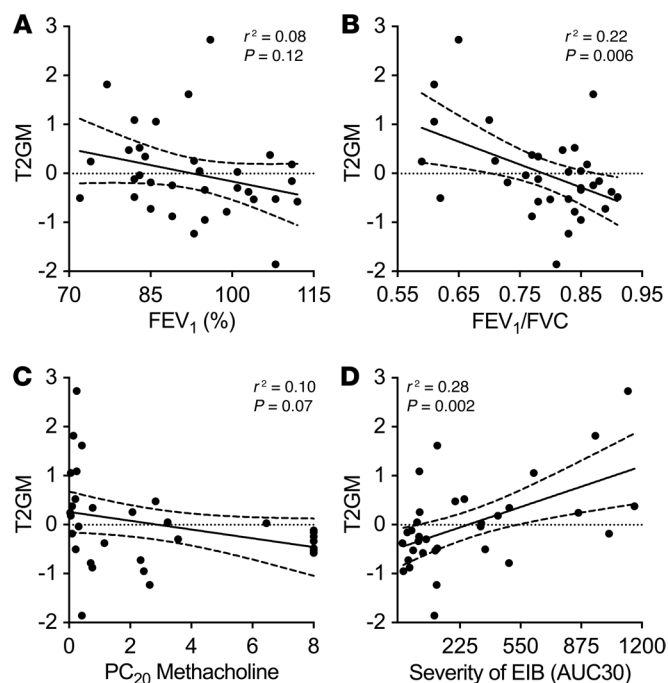 A
r² = 0.08
P = 0.12
T2GM
3
2
1
0
-1
-2
70
85
100
115
FEV₁ (%)
B
r² = 0.22
P = 0.006
T2GM
3
2
1
0
-1
-2
0.55
0.65
0.75
0.85
0.95
FEV₁/FVC
C
r² = 0.10
P = 0.07
T2GM
3
2
1
0
-1
-2
0
2
4
6
8
PC₂₀ Methacholine
D
r² = 0.28
P = 0.002
T2GM
3
2
1
0
-1
-2
225
550
875
1200
Severity of EIB (AUC30)